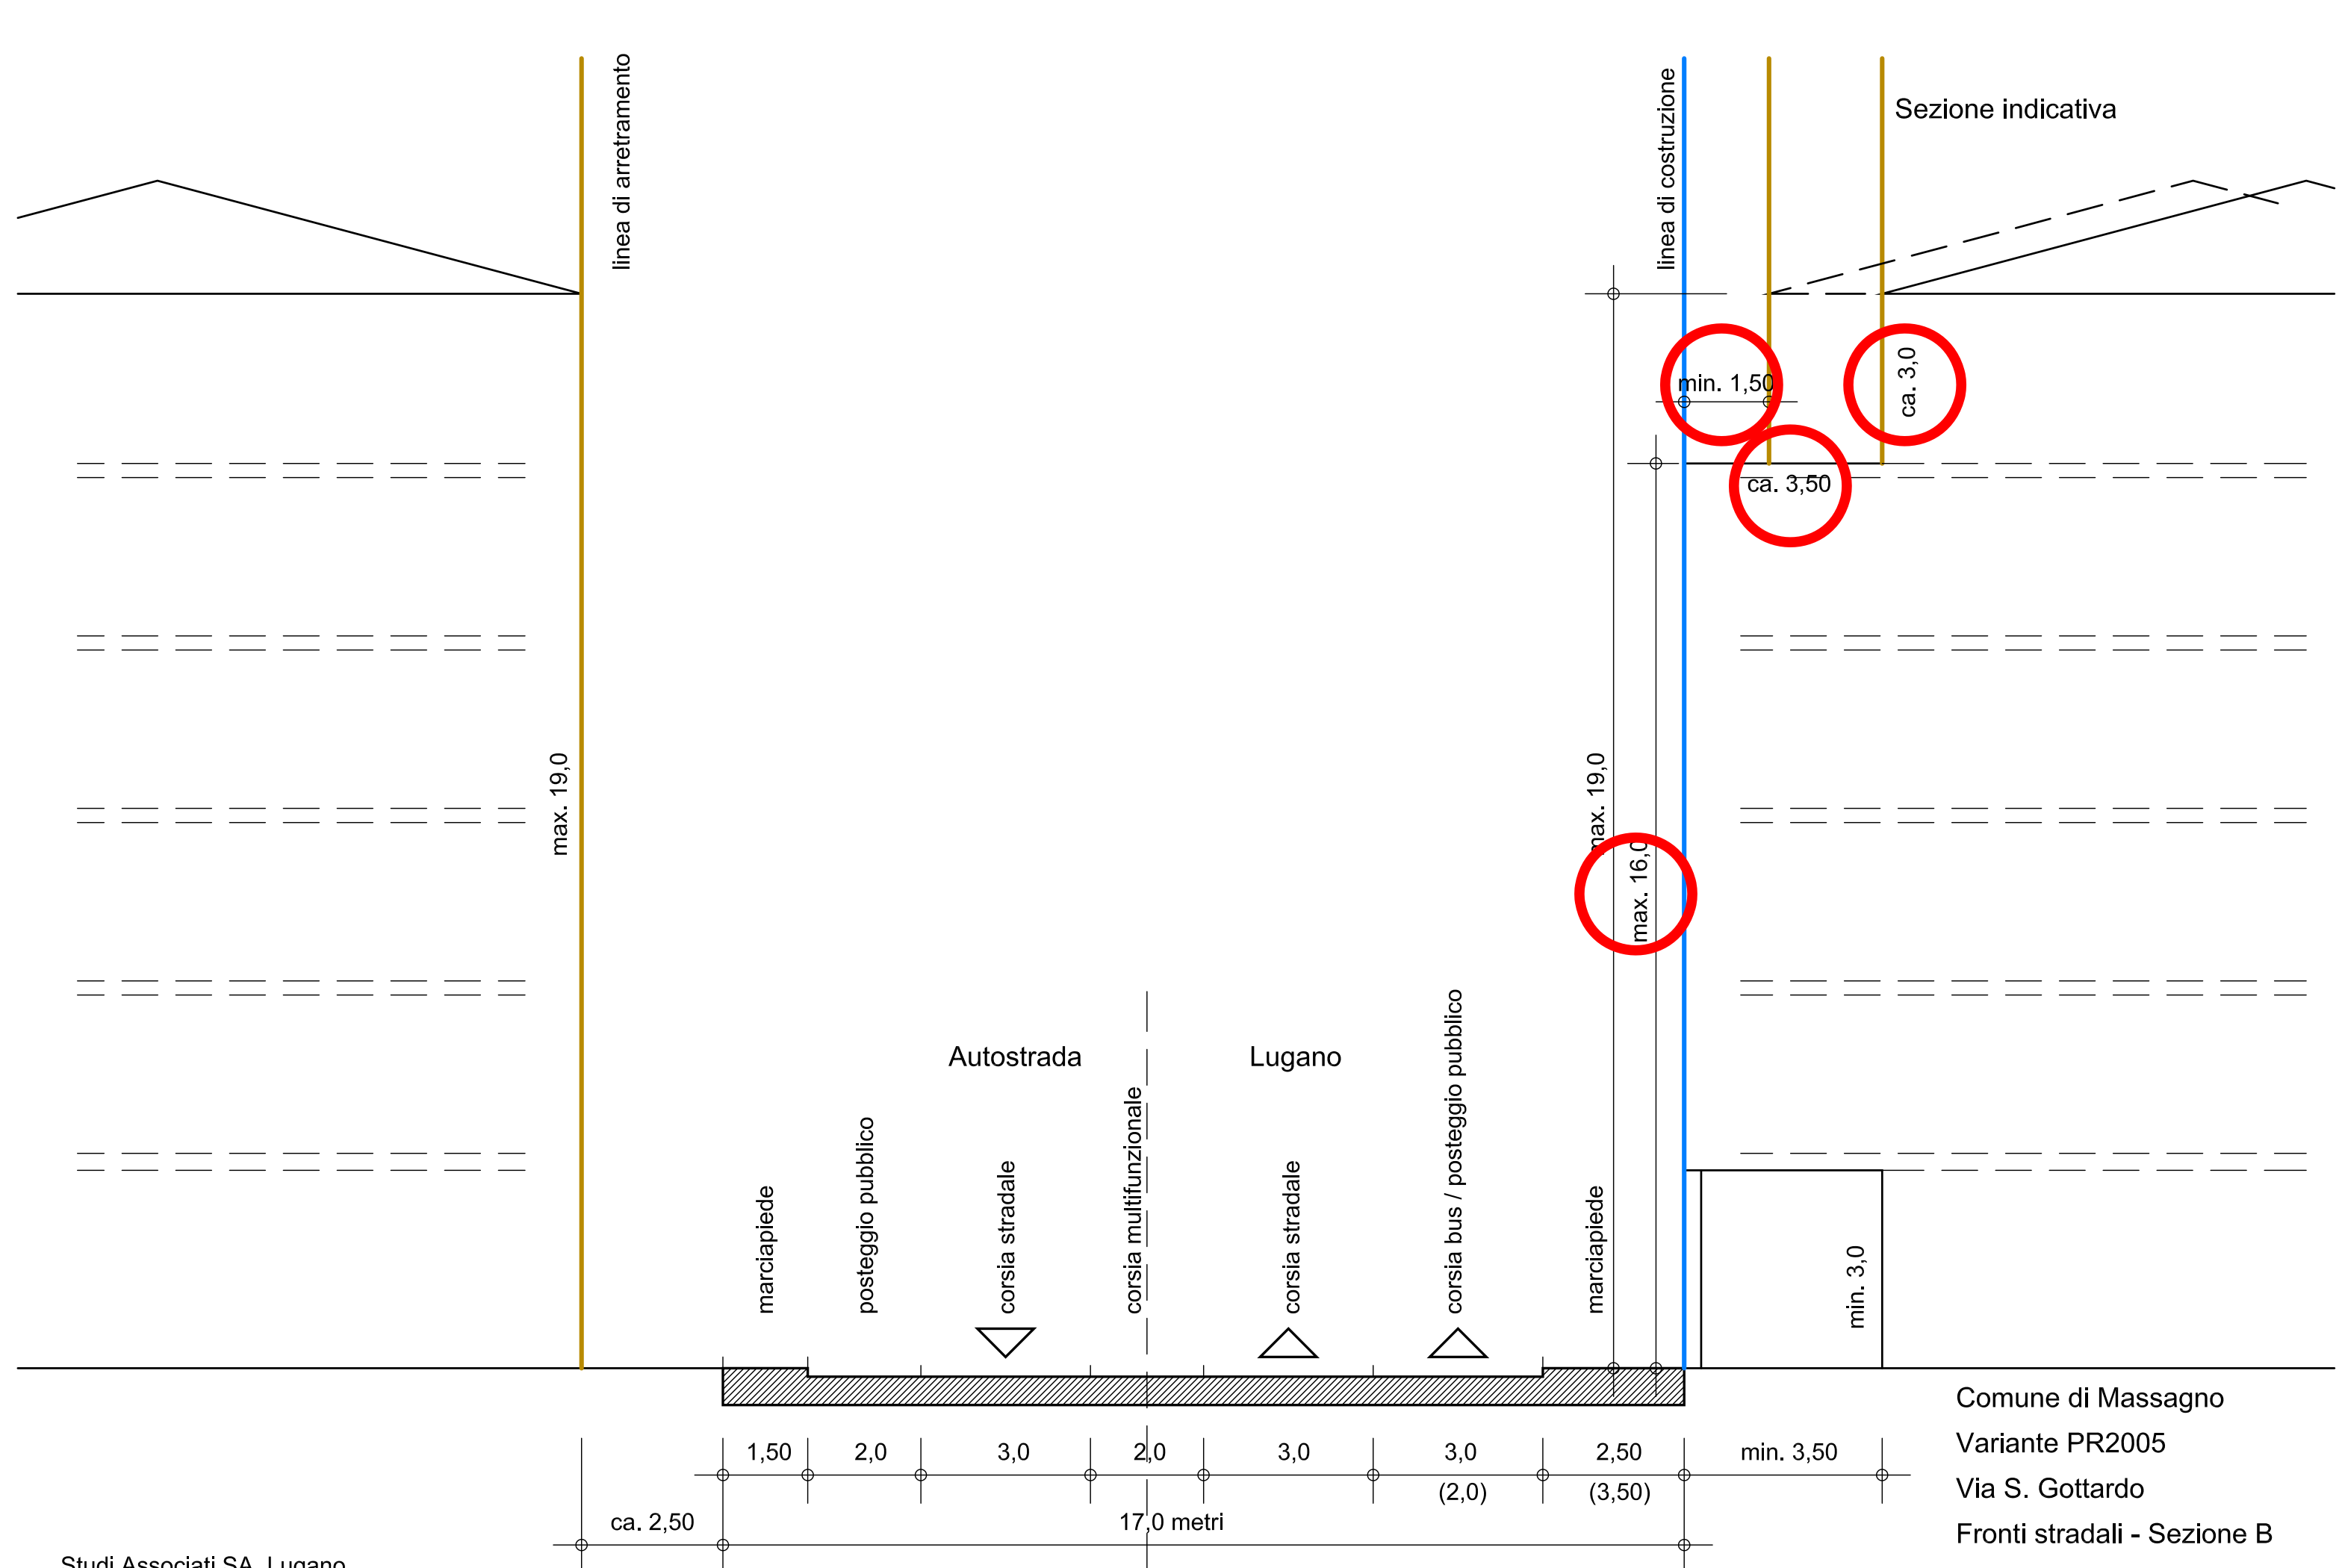 linea di arretramento
linea di costruzione
Sezione indicativa
min. 1,50
ca. 3,0
ca. 3,50
max. 19,0
max. 19,0
max. 16,0
Autostrada
Lugano
marciapiede
posteggio pubblico
corsia stradale
corsia multifunzionale
corsia stradale
corsia bus / posteggio pubblico
marciapiede
min. 3,0
1,50
2,0
3,0
2,0
3,0
3,0
(2,0)
2,50
(3,50)
min. 3,50
ca. 2,50
17,0 metri
Comune di Massagno
Variante PR2005
Via S. Gottardo
Fronti stradali - Sezione B
Studi Associati SA, Lugano